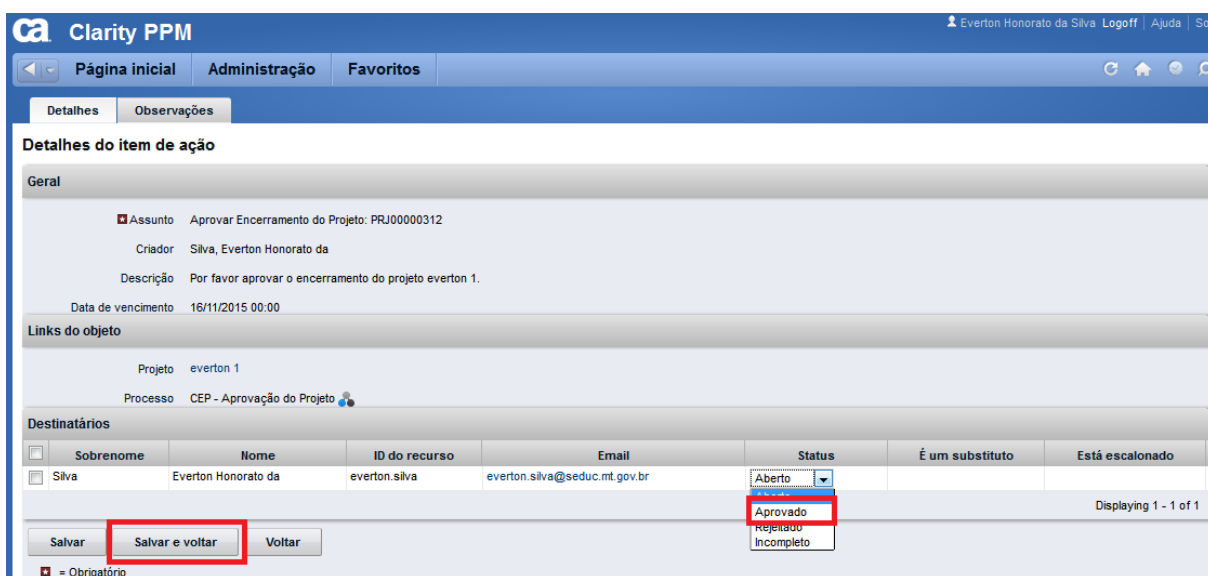 ca Clarity PPM
Everton Honorato da Silva Logoff | Ajuda | So
Página inicial Administração Favoritos
Detalhes Observações
Detalhes do item de ação
Geral
Assunto Aprovar Encerramento do Projeto: PRJ00000312
Criador Silva, Everton Honorato da
Descrição Por favor aprovar o encerramento do projeto everton 1.
Data de vencimento 16/11/2015 00:00
Links do objeto
Projeto everton 1
Processo CEP - Aprovação do Projeto
Destinatários
Sobrenome Nome ID do recurso Email Status É um substituto Está escalonado
Silva Everton Honorato da everton.silva everton.silva@seduc.mt.gov.br Aberto
Aberto
Aprovado
Rejeitado
Incompleto
Displaying 1 - 1 of 1
Salvar Salvar e voltar Voltar
= Obrigatório